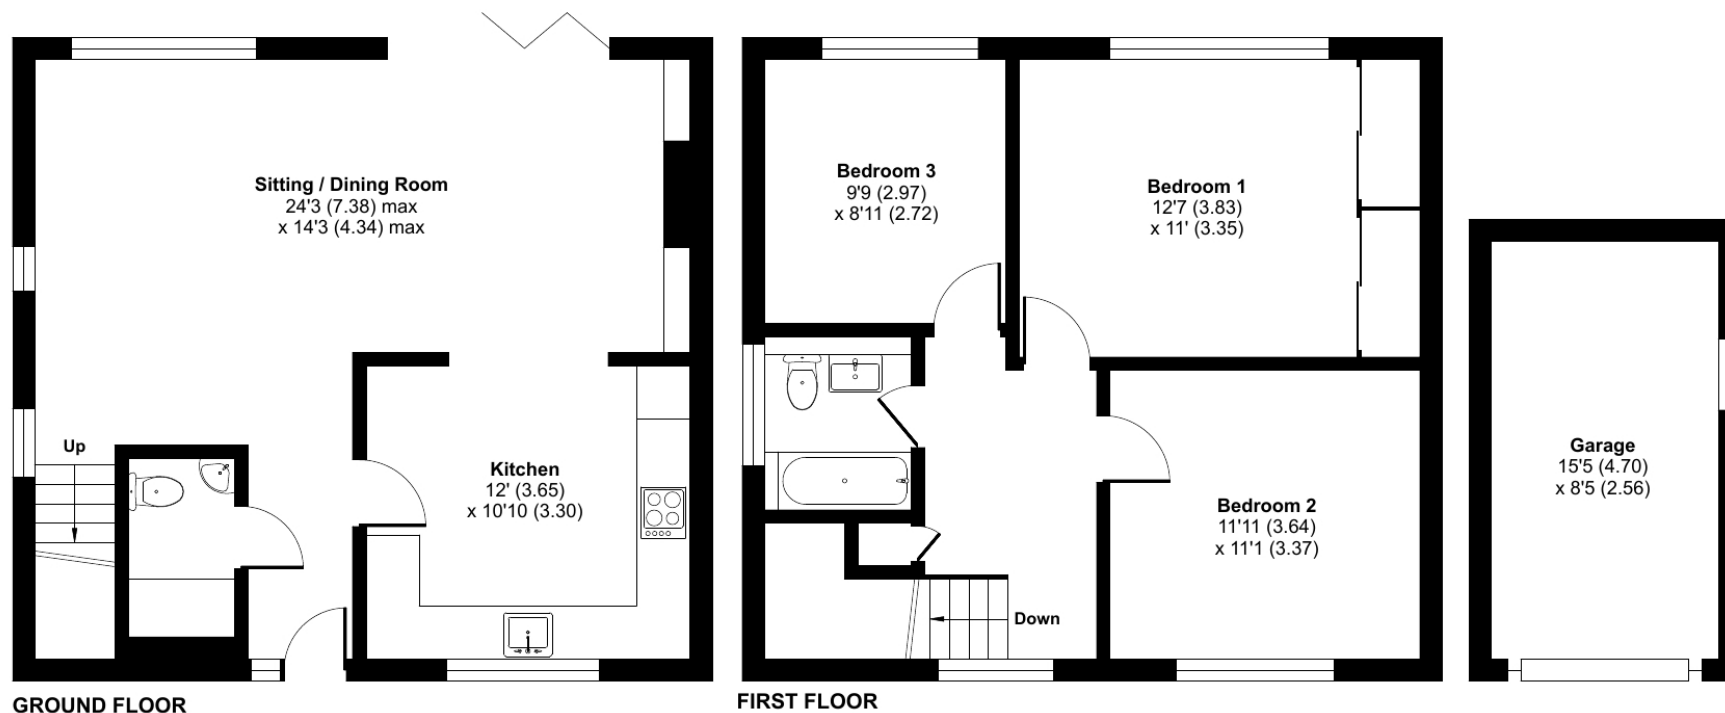 Sitting / Dining Room
24'3 (7.38) max
x 14'3 (4.34) max
Up
Kitchen
12' (3.65)
x 10'10 (3.30)
GROUND FLOOR
Bedroom 3
9'9 (2.97)
x 8'11 (2.72)
Bedroom 1
12'7 (3.83)
x 11' (3.35)
Bedroom 2
11'11 (3.64)
x 11'1 (3.37)
Down
FIRST FLOOR
Garage
15'5 (4.70)
x 8'5 (2.56)